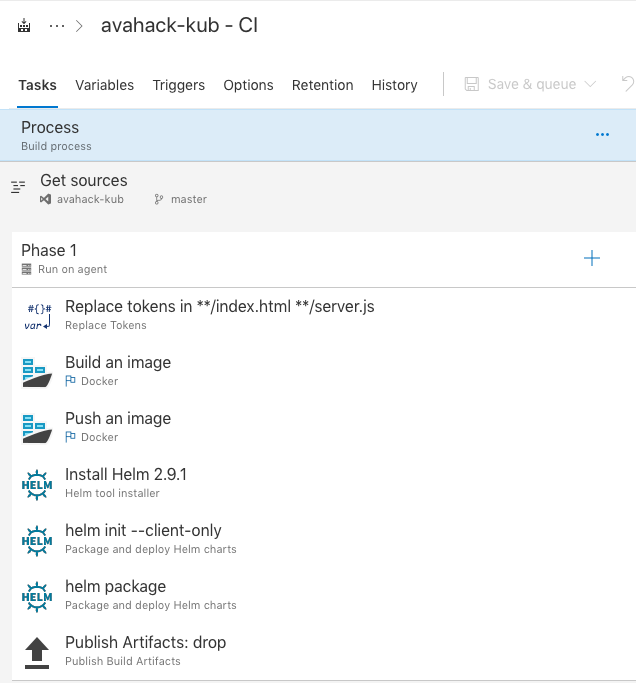 ··· > avahack-kub - CI
Tasks Variables Triggers Options Retention History Save & queue
Process
Build process
···
Get sources
avahack-kub master
Phase 1
Run on agent
#{}#
var
Replace tokens in **/index.html **/server.js
Replace Tokens
Build an image
Docker
Push an image
Docker
HELM
Install Helm 2.9.1
Helm tool installer
HELM
helm init --client-only
Package and deploy Helm charts
HELM
helm package
Package and deploy Helm charts
Publish Artifacts: drop
Publish Build Artifacts